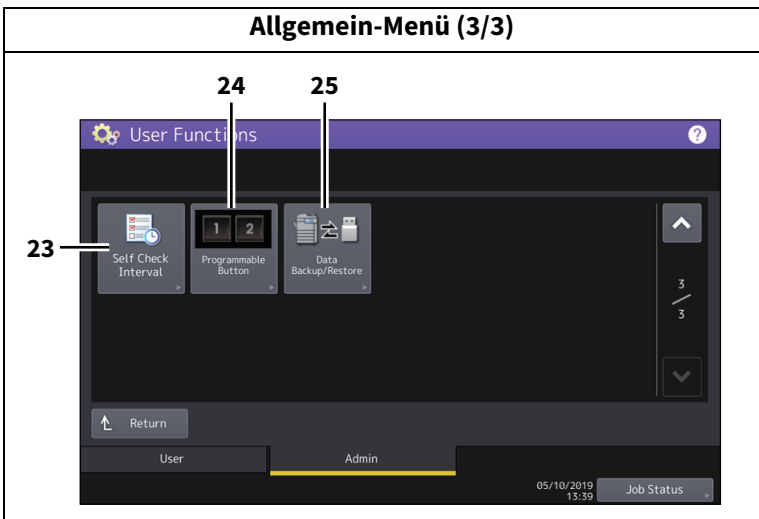 Allgemein-Menü (3/3)
24 25
User Functions
?
23
1 2
Self Check
Interval
Programmable
Button
Data
Backup/Restore
3
3
Return
User
Admin
05/10/2019
13:39
Job Status